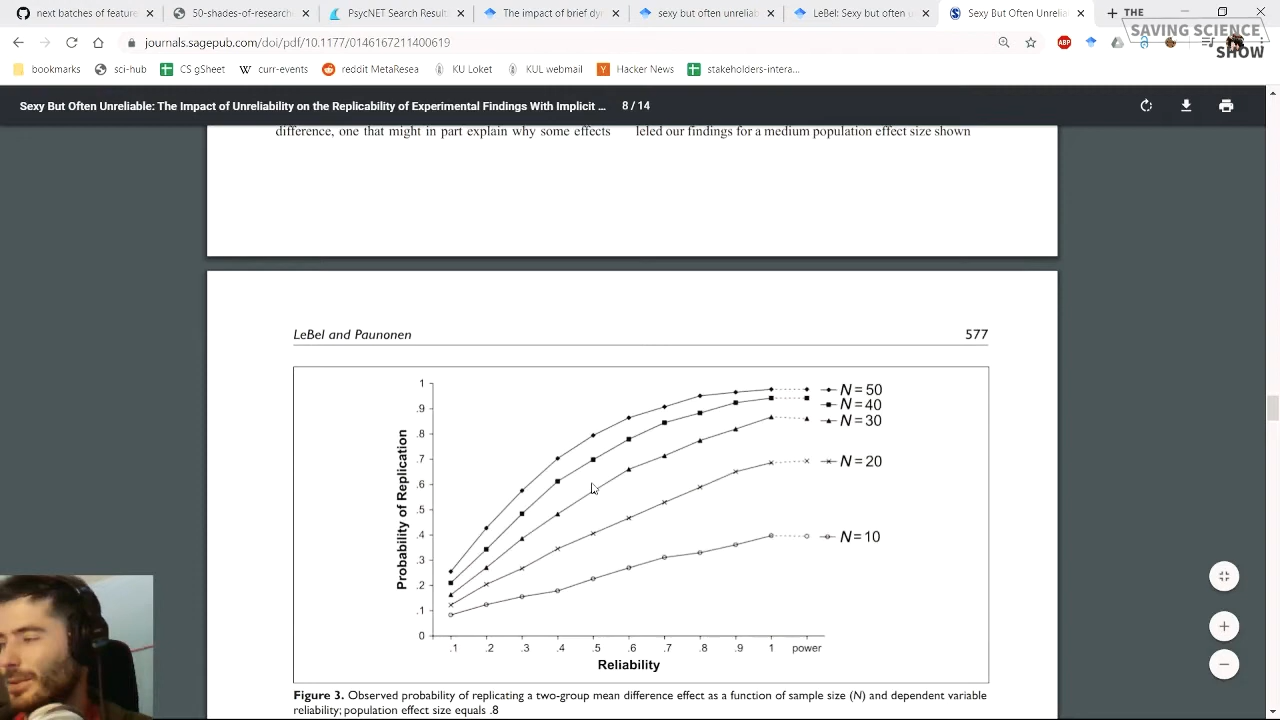 next batches of feature
50-shades-of-research
PsycNET Search Result
The impact of brief dy
sexy but often unreliab
LeBel: Sexy but often u
Sexy But Often Unrelia
THE
SAVING SCIENCE
SHOW
journals.sagepub.com/doi/pdf/10.1177/
bookmarks
sci-hub
CS gSheet
curr-events
reddit MetaResea
KU Loket
KUL webmail
Hacker News
stakeholders-intera...
Sexy But Often Unreliable: The Impact of Unreliability on the Replicability of Experimental Findings With Implicit ...
8 / 14
difference, one that might in part explain why some effects
leled our findings for a medium population effect size shown
LeBel and Paunonen
577
1
.9
.8
.7
.6
.5
.4
.3
.2
.1
0
Probability of Replication
N = 50
N = 40
N = 30
N = 20
N = 10
.1 .2 .3 .4 .5 .6 .7 .8 .9 1 power
Reliability
Figure 3. Observed probability of replicating a two-group mean difference effect as a function of sample size (N) and dependent variable
reliability; population effect size equals .8